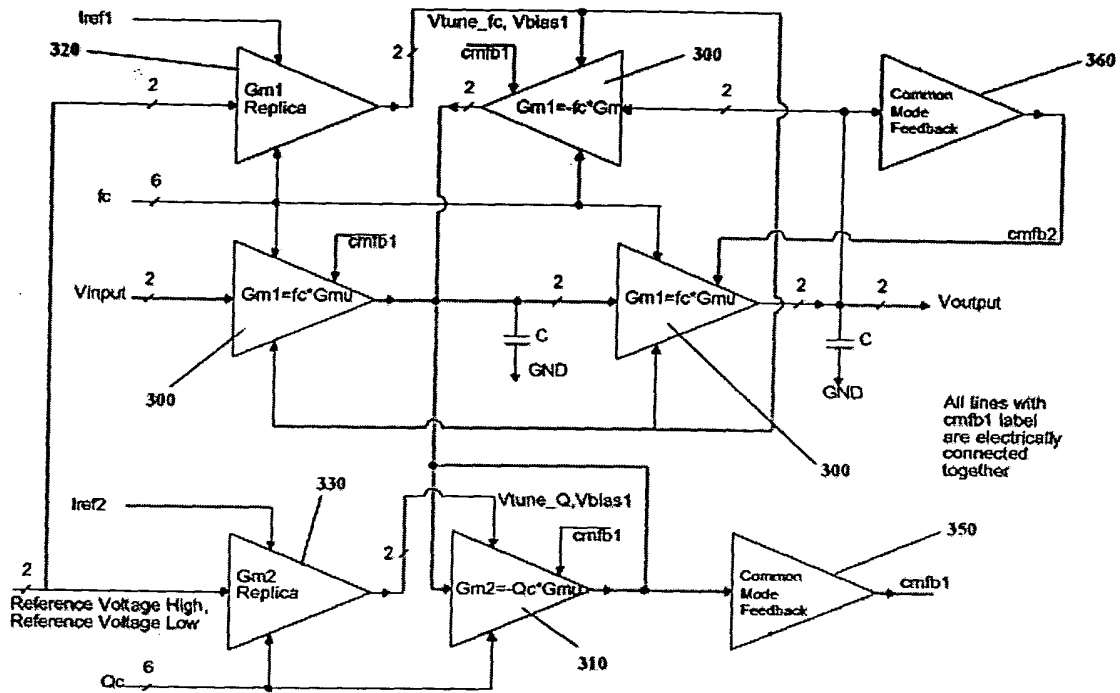 Iref1
320
2
Gm1
Replica
2
Vtune_fc, Vbias1
cmfb1
300
2
Gm1=-fc*Gm
2
Common
Mode
Feedback
360
fc
6
cmfb1
cmfb2
Vinput
2
Gm1=fc*Gmu
2
Gm1=fc*Gmu
2
2
Voutput
C
GND
C
GND
300
300
All lines with
cmfb1 label
are electrically
connected
together
Iref2
330
Vtune_Q,Vbias1
cmfb1
350
2
Gm2
Replica
2
Gm2=-Qc*Gmu
Common
Mode
Feedback
cmfb1
Reference Voltage High,
Reference Voltage Low
310
Qc
6